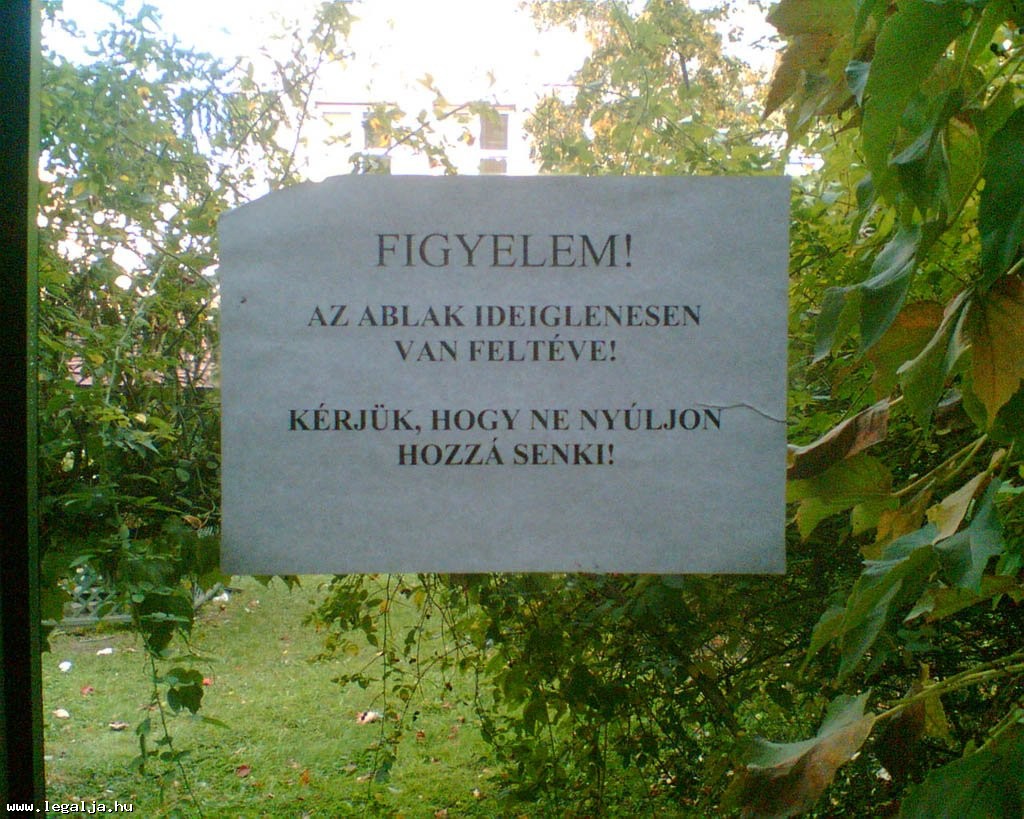 FIGYELEM!
AZ ABLAK IDEIGLENESEN
VAN FELTÉVE!
KÉRJÜK, HOGY NE NYÚLJON
HOZZÁ SENKI!
www.legalja.hu